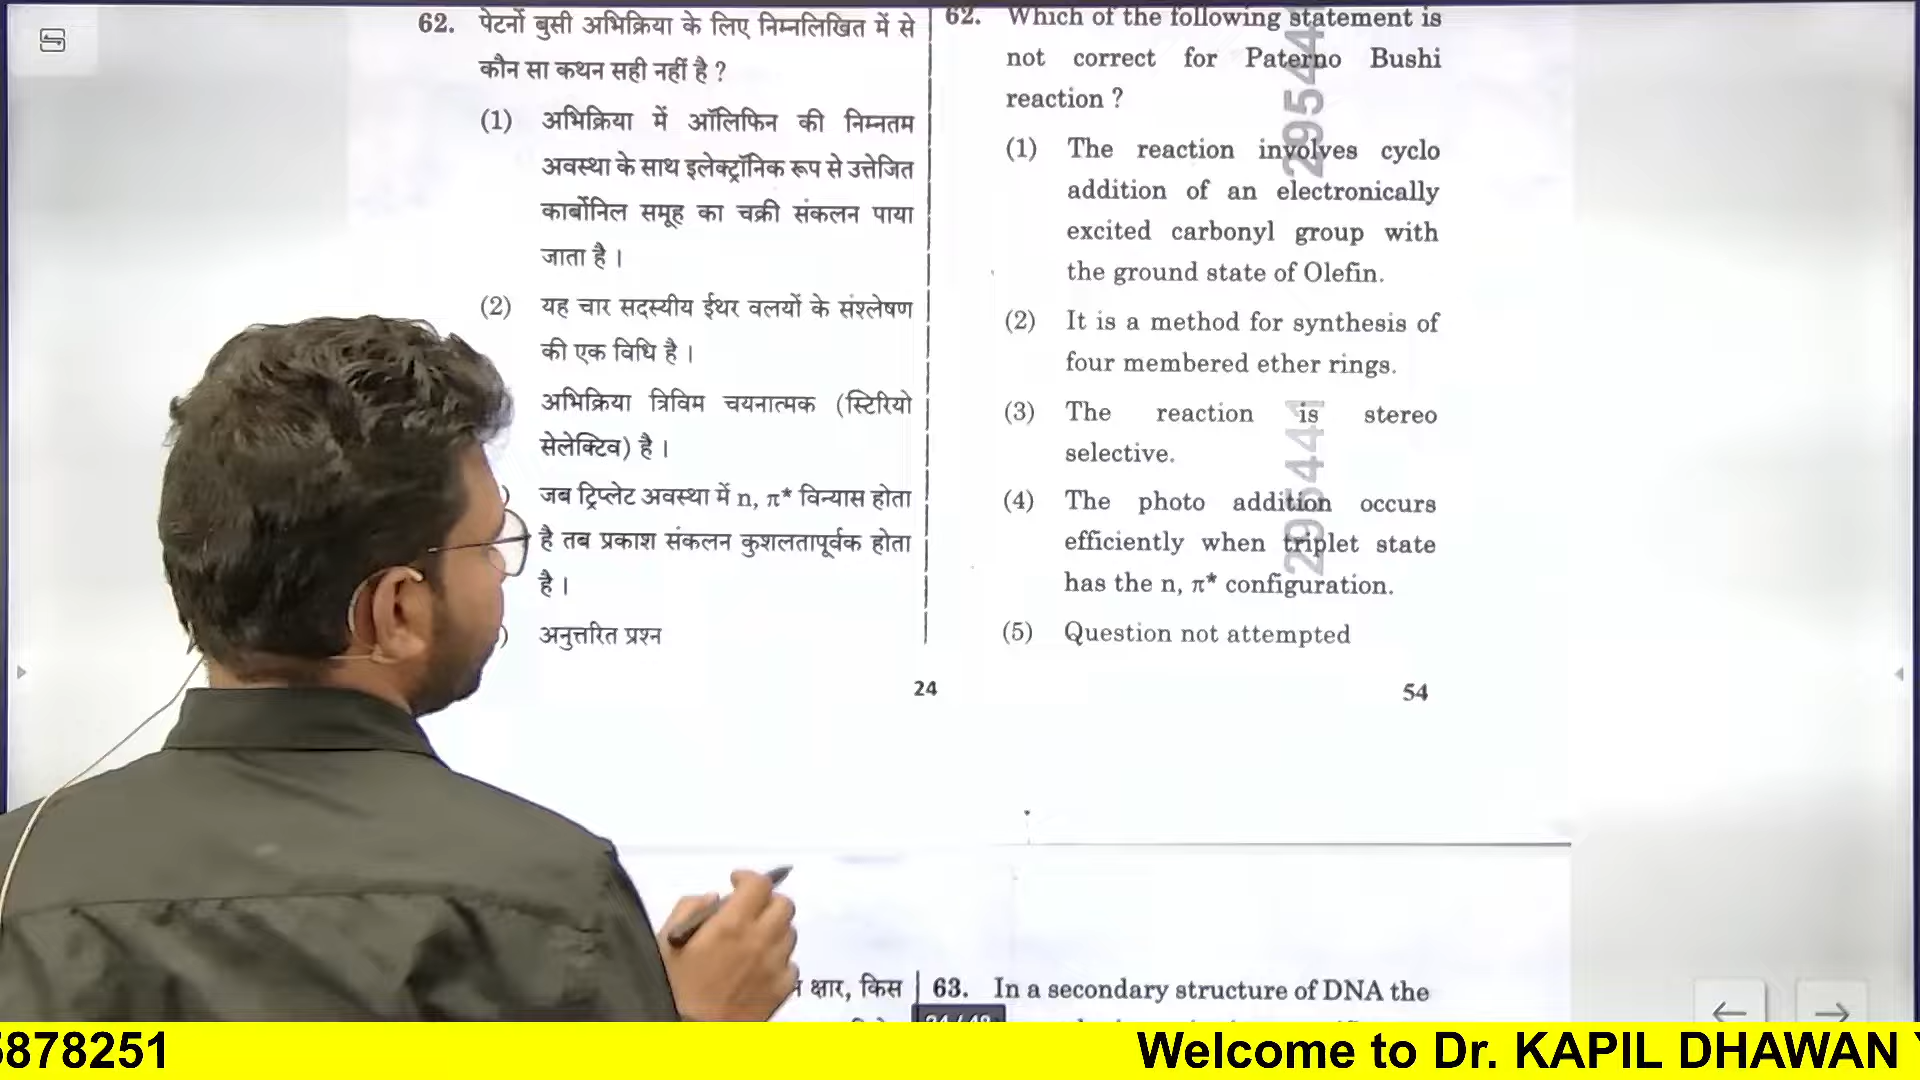 62. पेटर्नो बुसी अभिक्रिया के लिए निम्नलिखित में से
कौन सा कथन सही नहीं है ?
(1) अभिक्रिया में ऑलिफिन की निम्नतम
अवस्था के साथ इलेक्ट्रॉनिक रूप से उत्तेजित
कार्बोनिल समूह का चक्री संकलन पाया
जाता है ।
(2) यह चार सदस्यीय ईथर वलयों के संश्लेषण
की एक विधि है ।
अभिक्रिया त्रिविम चयनात्मक (स्टिरियो
सेलेक्टिव) है ।
) जब ट्रिप्लेट अवस्था में n, π* विन्यास होता
है तब प्रकाश संकलन कुशलतापूर्वक होता
है ।
) अनुत्तरित प्रश्न
62. Which of the following statement is
not correct for Paterno Bushi
reaction ?
(1) The reaction involves cyclo
addition of an electronically
excited carbonyl group with
the ground state of Olefin.
(2) It is a method for synthesis of
four membered ether rings.
(3) The reaction is stereo
selective.
(4) The photo addition occurs
efficiently when triplet state
has the n, π* configuration.
(5) Question not attempted
24
54
क्षार, किस
63. In a secondary structure of DNA the
5878251
Welcome to Dr. KAPIL DHAWAN